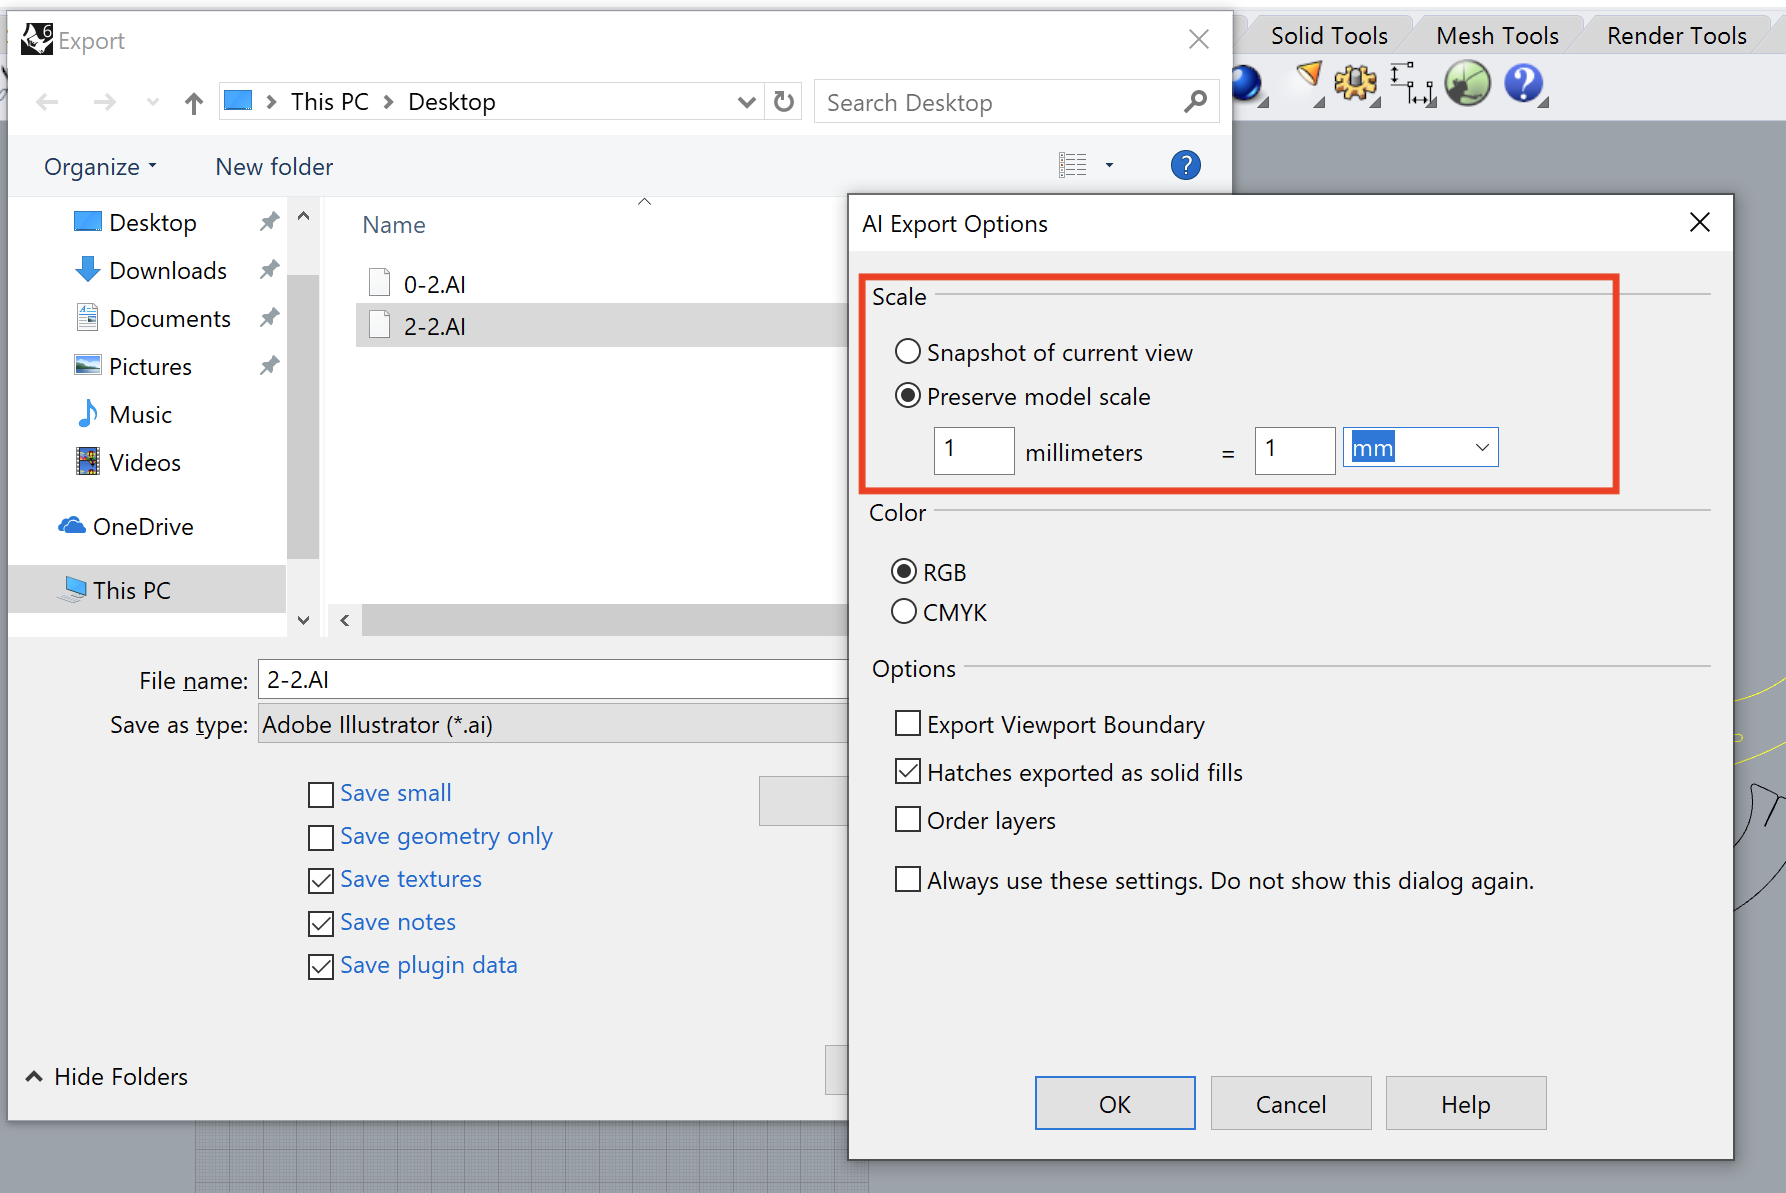 6 Export
Solid Tools
Mesh Tools
Render Tools
This PC > Desktop
Search Desktop
Organize
New folder
?
?
Desktop
Downloads
Documents
Pictures
Music
Videos
OneDrive
This PC
Name
0-2.AI
2-2.AI
File name: 2-2.AI
Save as type: Adobe Illustrator (*.ai)
Save small
Save geometry only
Save textures
Save notes
Save plugin data
Hide Folders
AI Export Options
Scale
Snapshot of current view
Preserve model scale
1 millimeters = 1 mm
Color
RGB
CMYK
Options
Export Viewport Boundary
Hatches exported as solid fills
Order layers
Always use these settings. Do not show this dialog again.
OK
Cancel
Help